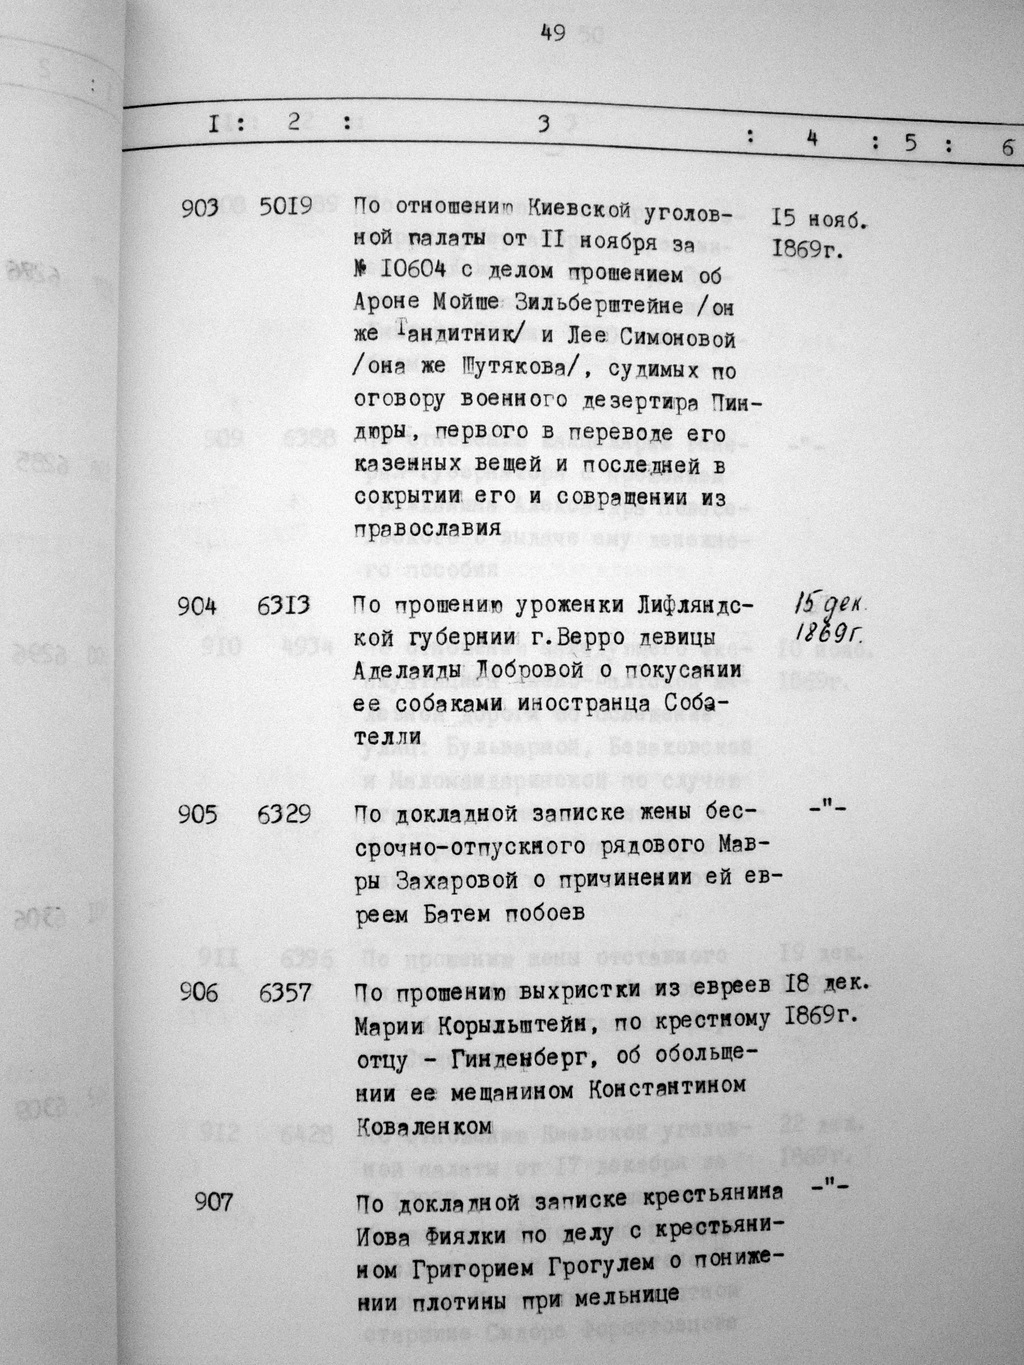 49
I : 2 : 3 : 4 : 5 : 6
903 5019 По отношению Киевской уголов- 15 нояб.
ной палаты от II ноября за 1869г.
№ 10604 с делом прошением об
Ароне Мойше Зильберштейне /он
же Тандитник/ и Лее Симоновой
/она же Шутякова/, судимых по
оговору военного дезертира Пин-
дюры, первого в переводе его
казенных вещей и последней в
сокрытии его и совращении из
православия
904 6313 По прошению уроженки Лифляндс- 15 дек.
кой губернии г.Верро девицы 1869г.
Аделаиды Добровой о покусании
ее собаками иностранца Соба-
телли
905 6329 По докладной записке жены бес- -"-
срочно-отпускного рядового Мав-
ры Захаровой о причинении ей ев-
реем Батем побоев
906 6357 По прошению выхристки из евреев 18 дек.
Марии Корыльштейн, по крестному 1869г.
отцу - Гинденберг, об обольще-
нии ее мещанином Константином
Коваленком
907 По докладной записке крестьянина -"-
Иова Фиялки по делу с крестьяни-
ном Григорием Грогулем о пониже-
нии плотины при мельнице